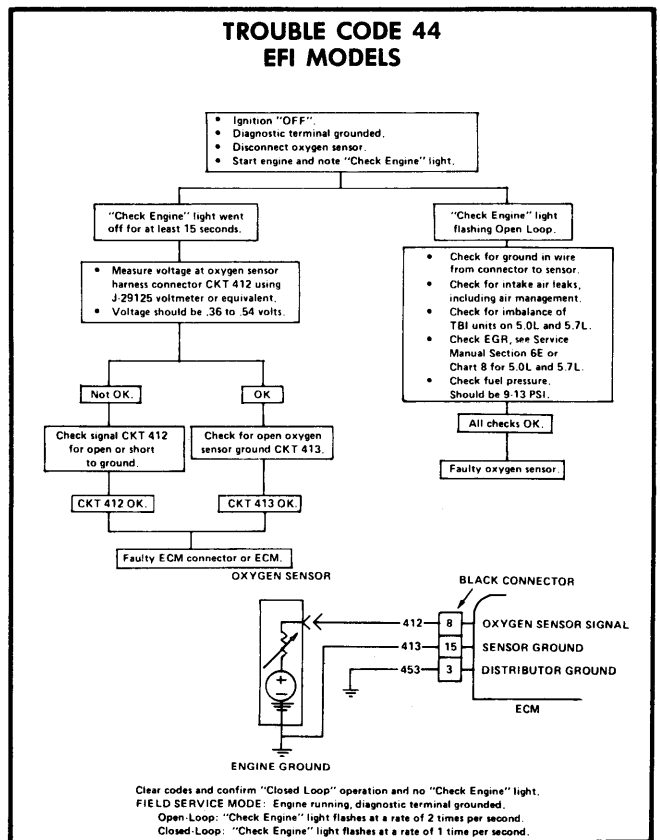 TROUBLE CODE 44
EFI MODELS
• Ignition "OFF".
• Diagnostic terminal grounded.
• Disconnect oxygen sensor.
• Start engine and note "Check Engine" light.
"Check Engine" light went
off for at least 15 seconds.
• Measure voltage at oxygen sensor
harness connector CKT 412 using
J-29125 voltmeter or equivalent.
• Voltage should be .36 to .54 volts.
Not OK.
OK
Check signal CKT 412
for open or short
to ground.
Check for open oxygen
sensor ground CKT 413.
CKT 412 OK.
CKT 413 OK.
Faulty ECM connector or ECM.
"Check Engine" light
flashing Open Loop.
• Check for ground in wire
from connector to sensor.
• Check for intake air leaks,
including air management.
• Check for imbalance of
TBI units on 5.0L and 5.7L.
• Check EGR, see Service
Manual Section 6E or
Chart 8 for 5.0L and 5.7L.
• Check fuel pressure.
Should be 9-13 PSI.
All checks OK.
Faulty oxygen sensor.
OXYGEN SENSOR
BLACK CONNECTOR
412 8 OXYGEN SENSOR SIGNAL
413 15 SENSOR GROUND
453 3 DISTRIBUTOR GROUND
+
−
ECM
ENGINE GROUND
Clear codes and confirm "Closed Loop" operation and no "Check Engine" light.
FIELD SERVICE MODE: Engine running, diagnostic terminal grounded.
Open-Loop: "Check Engine" light flashes at a rate of 2 times per second.
Closed-Loop: "Check Engine" light flashes at a rate of 1 time per second.